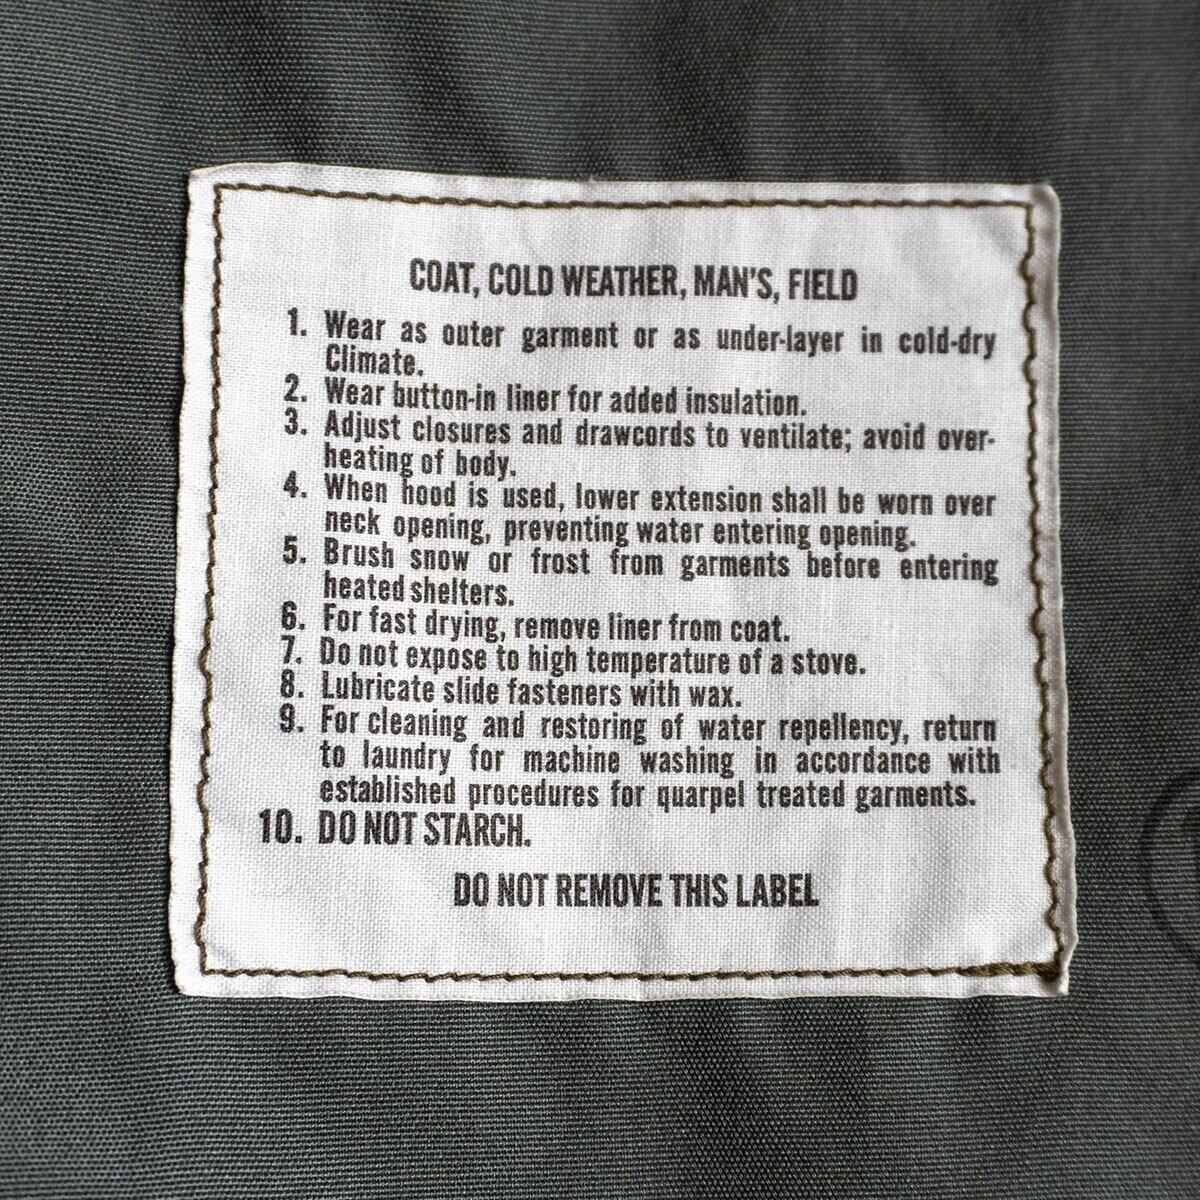 COAT, COLD WEATHER, MAN'S, FIELD
1. Wear as outer garment or as under-layer in cold-dry
Climate.
2. Wear button-in liner for added insulation.
3. Adjust closures and drawcords to ventilate; avoid over-
heating of body.
4. When hood is used, lower extension shall be worn over
neck opening, preventing water entering opening.
5. Brush snow or frost from garments before entering
heated shelters.
6. For fast drying, remove liner from coat.
7. Do not expose to high temperature of a stove.
8. Lubricate slide fasteners with wax.
9. For cleaning and restoring of water repellency, return
to laundry for machine washing in accordance with
established procedures for quarpel treated garments.
10. DO NOT STARCH.
DO NOT REMOVE THIS LABEL